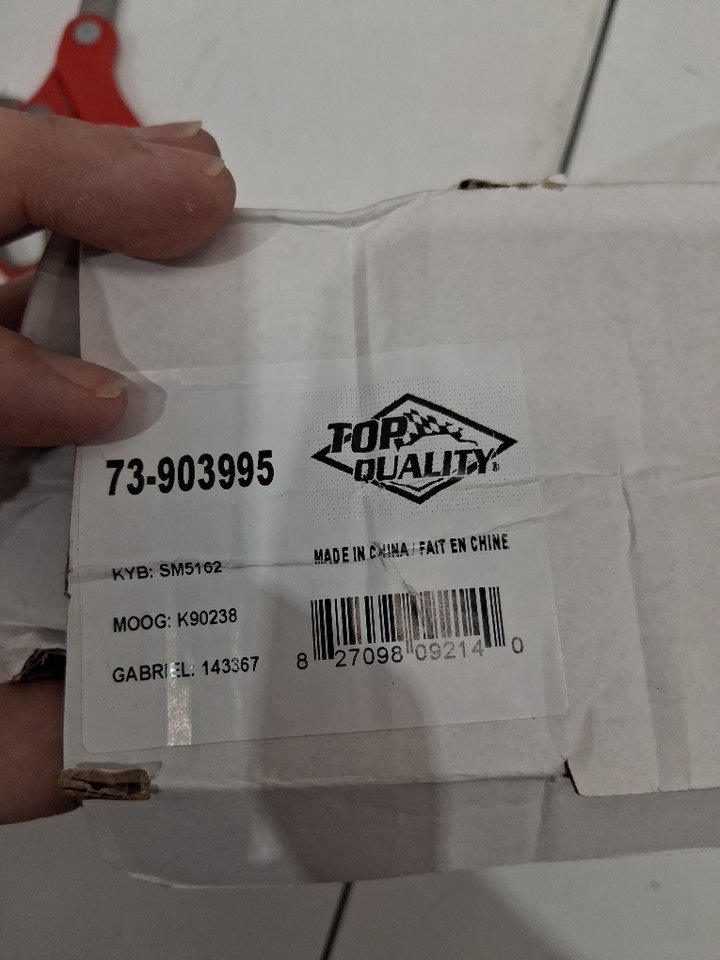 73-903995
TOP
QUALITY®
MADE IN CHINA / FAIT EN CHINE
KYB: SM5162
MOOG: K90238
GABRIEL: 143367
8 27098 09214 0